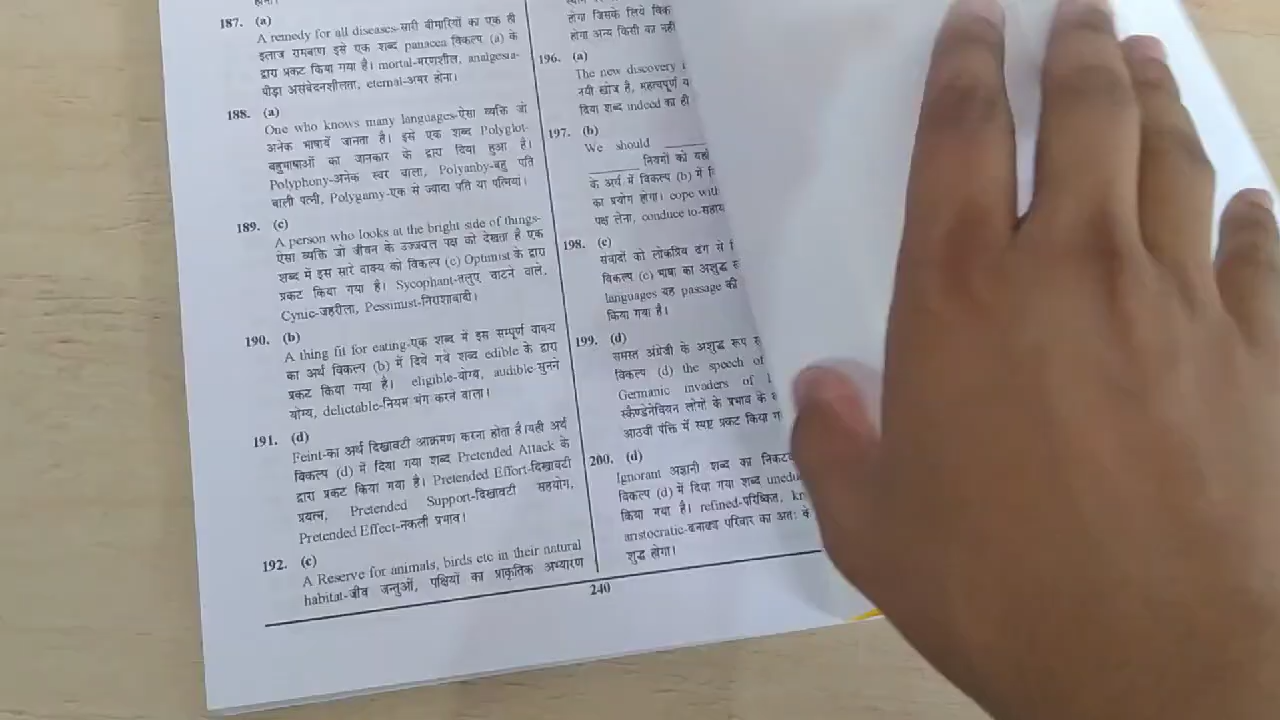 187. (a)
A remedy for all diseases-सारी बीमारियों का एक ही
इलाज रामबाण इसे एक शब्द panacea विकल्प (a) के
द्वारा प्रकट किया गया है। mortal-मरणशील, analgesia-
पीड़ा असंवेदनशीलता, eternal-अमर होना।
188. (a)
One who knows many languages-ऐसा व्यक्ति जो
अनेक भाषायें जानता है। इसे एक शब्द Polyglot-
बहुभाषाओं का जानकार के द्वारा दिया हुआ है।
Polyphony-अनेक स्वर वाला, Polyanby-बहु पति
वाली पत्नी, Polygamy-एक से ज्यादा पति या पत्नियां।
189. (c)
A person who looks at the bright side of things-
ऐसा व्यक्ति जो जीवन के उज्जवल पक्ष को देखता है एक
शब्द में इस सारे वाक्य को विकल्प (c) Optimist के द्वारा
प्रकट किया गया है। Sycophant-तलुए चाटने वाले,
Cynic-जहरीला, Pessimist-निराशावादी।
190. (b)
A thing fit for eating-एक शब्द में इस सम्पूर्ण वाक्य
का अर्थ विकल्प (b) में दिये गये शब्द edible के द्वारा
प्रकट किया गया है। eligible-योग्य, audible-सुनने
योग्य, delictable-नियम भंग करने वाला।
191. (d)
Feint-का अर्थ दिखावटी आक्रमण करना होता है।यही अर्थ
विकल्प (d) में दिया गया शब्द Pretended Attack के
द्वारा प्रकट किया गया है। Pretended Effort-दिखावटी
प्रयत्न, Pretended Support-दिखावटी सहयोग,
Pretended Effect-नकली प्रभाव।
192. (c)
A Reserve for animals, birds etc in their natural
habitat-जीव जन्तुओं, पक्षियों का प्राकृतिक अभ्यारण
होगा जिसके लिये
होगा अन्य किसी का नहीं
196. (a)
The new discovery
नयी खोज है, महत्वपूर्ण
दिया शब्द indeed का ही
197. (b)
We should ______
______ नियमों को
के अर्थ में विकल्प (b) में
का प्रयोग होगा। cope
पक्ष लेना, conduce to-
198. (c)
संवादों को लोकप्रिय ढंग से
विकल्प (c) भाषा का अशुद्ध
languages यह passage की
किया गया है।
199. (d)
समस्त अंग्रेजी के अशुद्ध रूप
विकल्प (d) the speech of
Germanic invaders of
स्कैण्डेनेवियन लोगों के प्रभाव के
आठवी पंक्ति में स्पष्ट प्रकट किया
200. (d)
Ignorant अज्ञानी शब्द का
विकल्प (d) में दिया गया शब्द
किया गया है। refined-परिष्कित,
aristocratic-धनाढ्य परिवार का अतः
शुद्ध होगा।
240